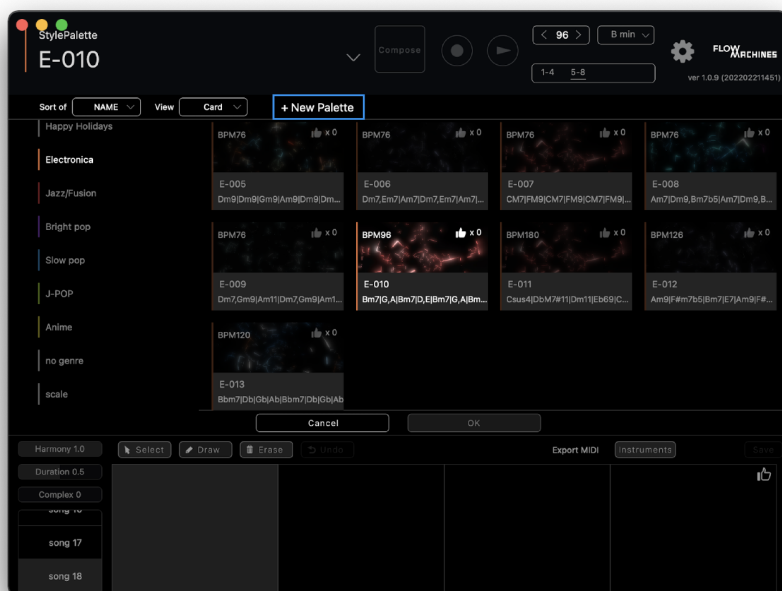 StylePalette
E-010
Compose
96
B min
1-4 5-8
FLOW MACHINES
ver 1.0.9 (202202211451)
Sort of NAME View Card + New Palette
Happy Holidays
Electronica
Jazz/Fusion
Bright pop
Slow pop
J-POP
Anime
no genre
scale
BPM76 x 0
E-005
Dm9|Dm9|Gm9|Am9|Dm9|Dm...
BPM76 x 0
E-006
Dm7,Em7|Am7|Dm7,Em7|Am7|...
BPM76 x 0
E-007
CM7|FM9|CM7|FM9|CM7|FM9|...
BPM76 x 0
E-008
Am7|Dm9,Bm7b5|Am7|Dm9,B...
BPM76 x 0
E-009
Dm7,Gm9|Am11|Dm7,Gm9|Am1...
BPM96 x 0
E-010
Bm7|G,A|Bm7|D,E|Bm7|G,A|Bm...
BPM180 x 0
E-011
Csus4|DbM7#11|Dm11|Eb69|C...
BPM126 x 0
E-012
Am9|F#m7b5|Bm7|E7|Am9|F#...
BPM120 x 0
E-013
Bbm7|Db|Gb|Ab|Bbm7|Db|Gb|Ab
Cancel OK
Harmony 1.0 Select Draw Erase Undo Export MIDI Instruments Save
Duration 0.5
Complex 0
song 16
song 17
song 18